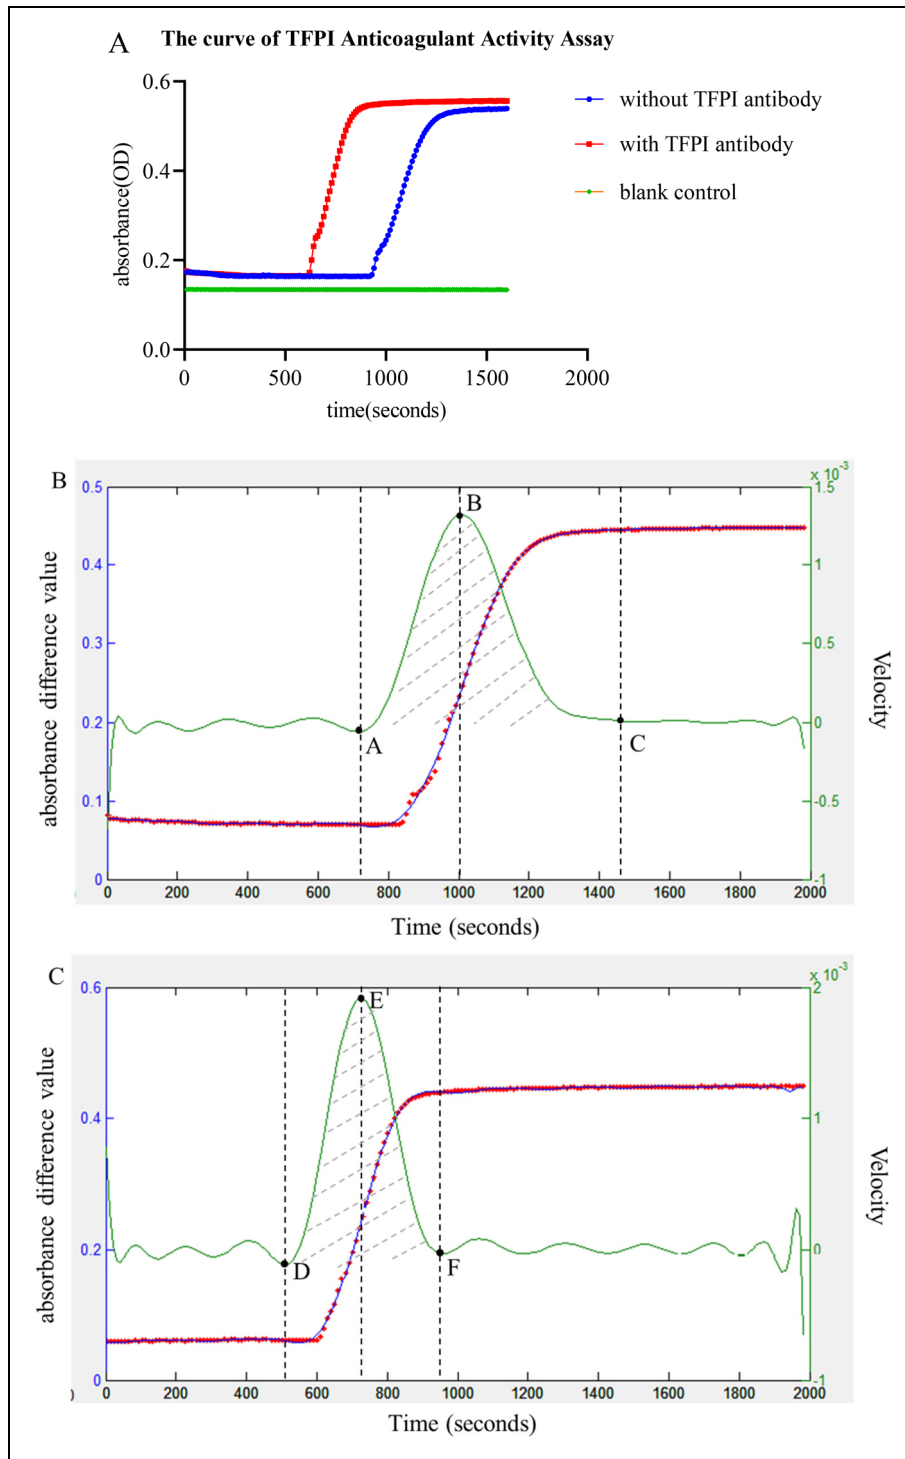 A The curve of TFPI Anticoagulant Activity Assay
0.6
0.4
0.2
0.0
absorbance(OD)
0 500 1000 1500 2000
time(seconds)
without TFPI antibody
with TFPI antibody
blank control
B
x 10⁻³
0.5
0.4
0.3
0.2
0.1
0
absorbance difference value
1.5
1
0.5
0
-0.5
-1
Velocity
A
B
C
0 200 400 600 800 1000 1200 1400 1600 1800 2000
Time (seconds)
C
x 10⁻³
0.6
0.4
0.2
0
absorbance difference value
2
1
0
-1
Velocity
D
E
F
0 200 400 600 800 1000 1200 1400 1600 1800 2000
Time (seconds)